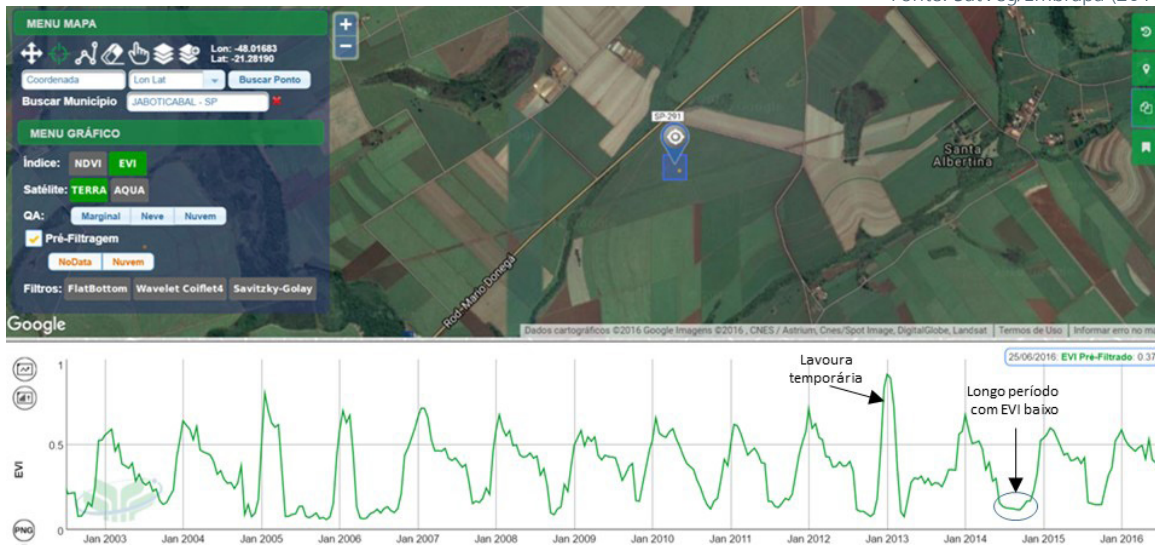 MENU MAPA
Lon: -48.01683
Lat: -21.28190
Coordenada
Lon Lat
Buscar Ponto
Buscar Município
JABOTICABAL - SP
MENU GRÁFICO
Índice: NDVI EVI
Satélite: TERRA AQUA
QA: Marginal Neve Nuvem
Pré-Filtragem
NoData Nuvem
Filtros: FlatBottom Wavelet Coiflet4 Savitzky-Golay
Google
+
−
SP-291
Santa
Albertina
Rod. Mario Donegá
Dados cartográficos ©2016 Google Imagens ©2016 , CNES / Astrium, Cnes/Spot Image, DigitalGlobe, Landsat
Termos de Uso
Informar erro no
25/06/2016: EVI Pré-Filtrado: 0.37
Lavoura
temporária
Longo período
com EVI baixo
1
0.5
0
EVI
PNG
Jan 2003 Jan 2004 Jan 2005 Jan 2006 Jan 2007 Jan 2008 Jan 2009 Jan 2010 Jan 2011 Jan 2012 Jan 2013 Jan 2014 Jan 2015 Jan 2016